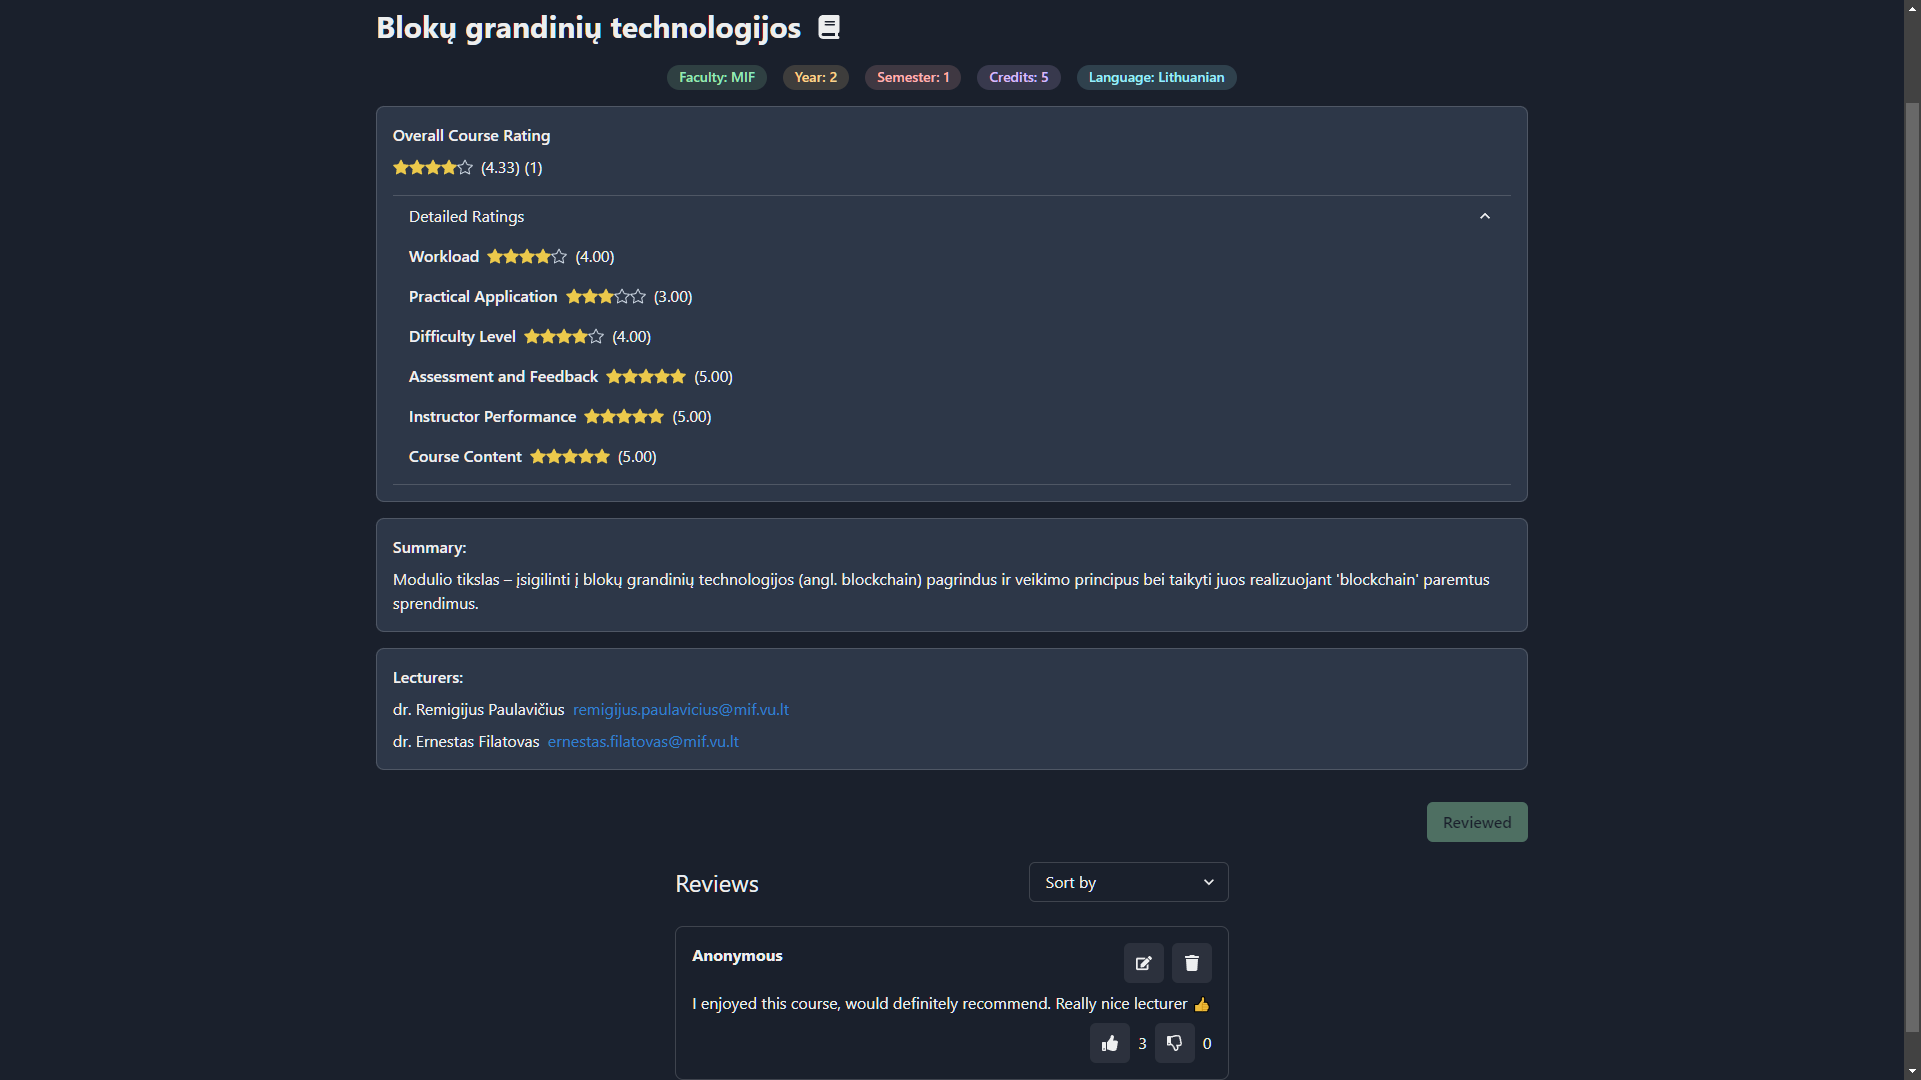 Blokų grandinių technologijos
Faculty: MIF Year: 2 Semester: 1 Credits: 5 Language: Lithuanian
Overall Course Rating
(4.33) (1)
Detailed Ratings
Workload (4.00)
Practical Application (3.00)
Difficulty Level (4.00)
Assessment and Feedback (5.00)
Instructor Performance (5.00)
Course Content (5.00)
Summary:
Modulio tikslas – įsigilinti į blokų grandinių technologijos (angl. blockchain) pagrindus ir veikimo principus bei taikyti juos realizuojant 'blockchain' paremtus
sprendimus.
Lecturers:
dr. Remigijus Paulavičius remigijus.paulavicius@mif.vu.lt
dr. Ernestas Filatovas ernestas.filatovas@mif.vu.lt
Reviewed
Reviews Sort by
Anonymous
I enjoyed this course, would definitely recommend. Really nice lecturer 👍
3 0